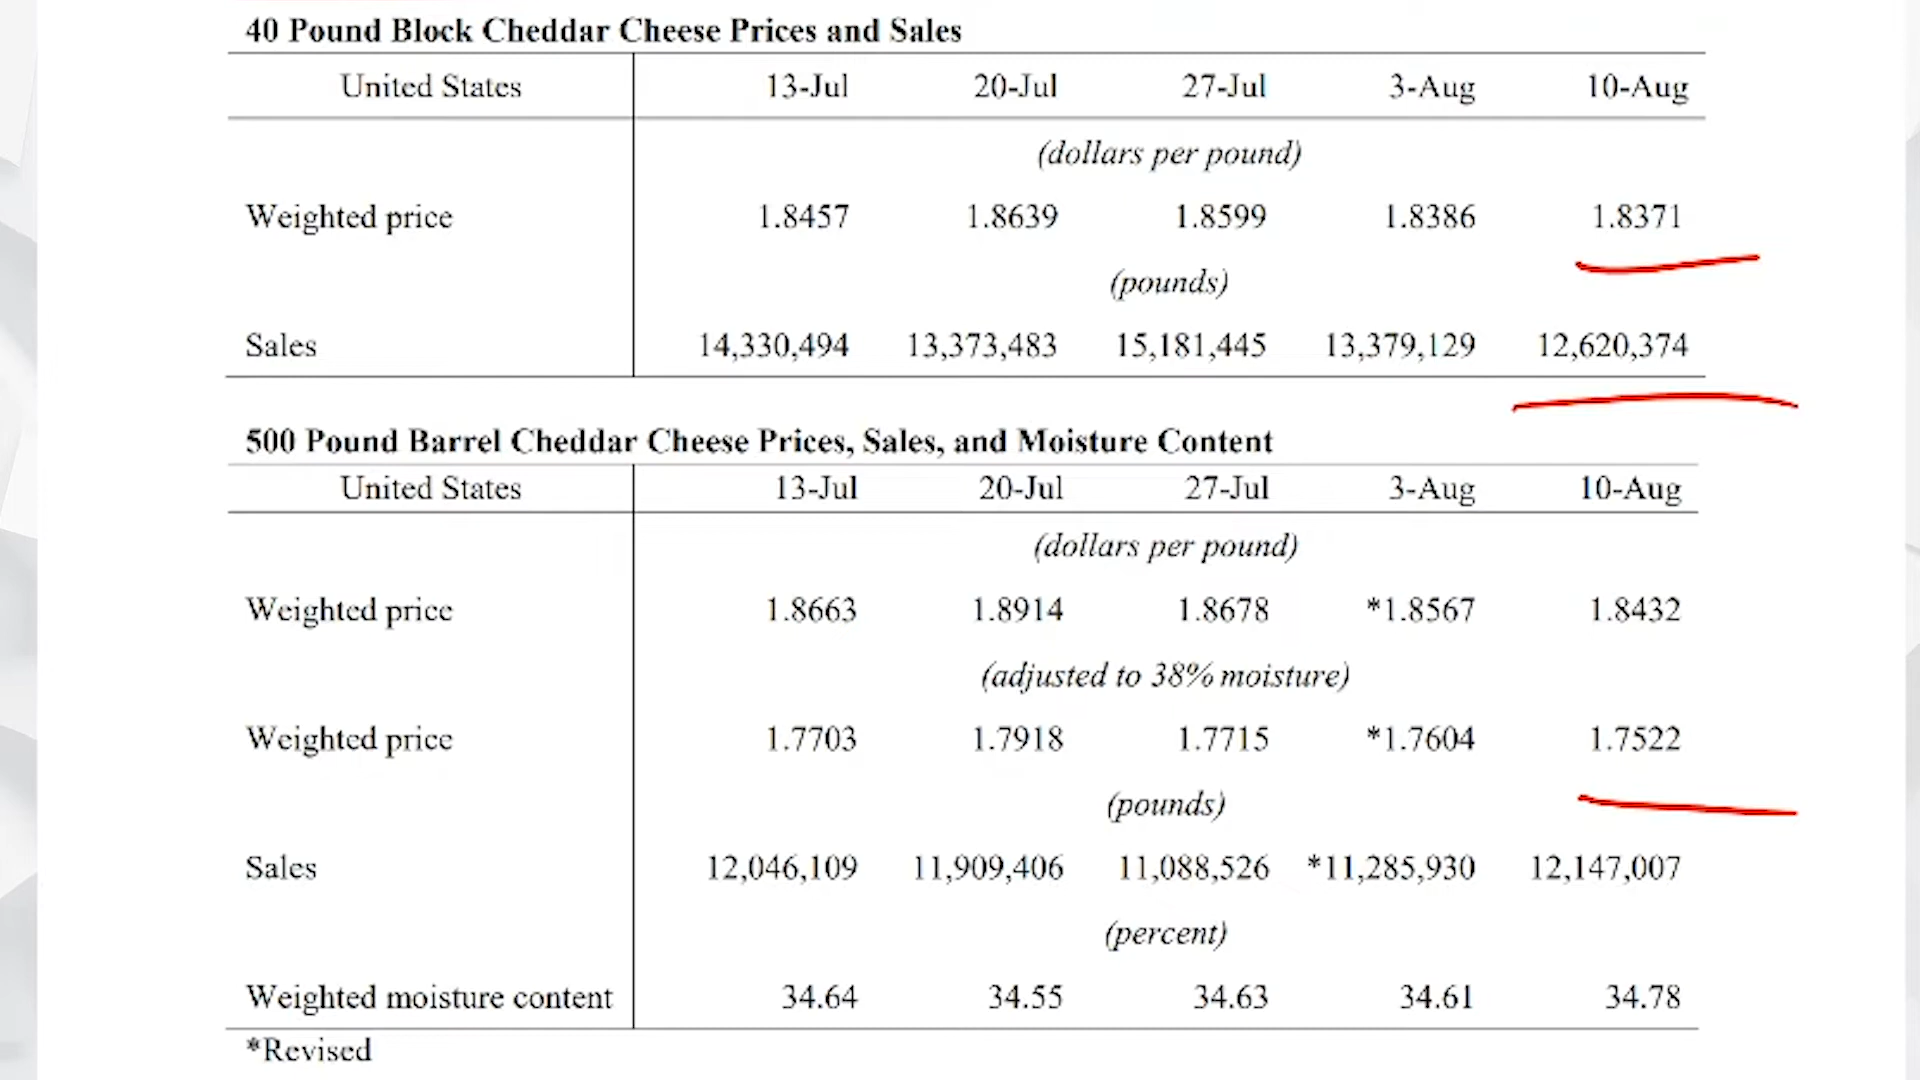 40 Pound Block Cheddar Cheese Prices and Sales
United States 13-Jul 20-Jul 27-Jul 3-Aug 10-Aug
(dollars per pound)
Weighted price 1.8457 1.8639 1.8599 1.8386 1.8371
(pounds)
Sales 14,330,494 13,373,483 15,181,445 13,379,129 12,620,374
500 Pound Barrel Cheddar Cheese Prices, Sales, and Moisture Content
United States 13-Jul 20-Jul 27-Jul 3-Aug 10-Aug
(dollars per pound)
Weighted price 1.8663 1.8914 1.8678 *1.8567 1.8432
(adjusted to 38% moisture)
Weighted price 1.7703 1.7918 1.7715 *1.7604 1.7522
(pounds)
Sales 12,046,109 11,909,406 11,088,526 *11,285,930 12,147,007
(percent)
Weighted moisture content 34.64 34.55 34.63 34.61 34.78
*Revised